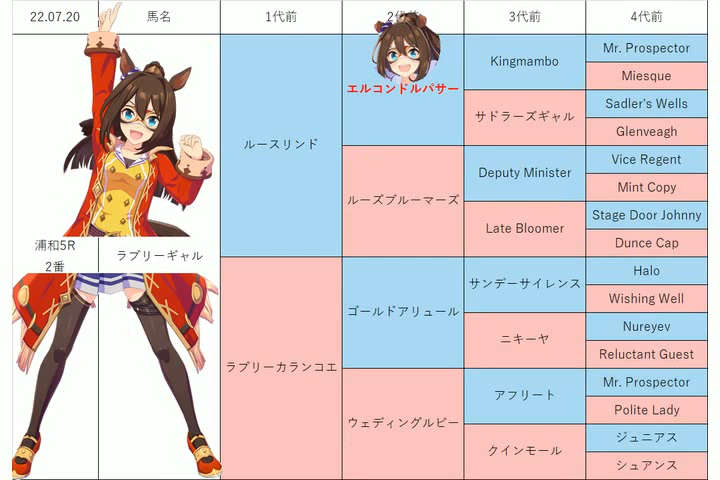 22.07.20 馬名 1代前 2代前 3代前 4代前
浦和5R
2番
ラブリーギャル
ルースリンド
ラブリーカランコエ
エルコンドルパサー
ルーズブルーマーズ
ゴールドアリュール
ウェディングルビー
Kingmambo
サドラーズギャル
Deputy Minister
Late Bloomer
サンデーサイレンス
ニキーヤ
アフリート
クインモール
Mr. Prospector
Miesque
Sadler's Wells
Glenveagh
Vice Regent
Mint Copy
Stage Door Johnny
Dunce Cap
Halo
Wishing Well
Nureyev
Reluctant Guest
Mr. Prospector
Polite Lady
ジュニアス
シュアンス